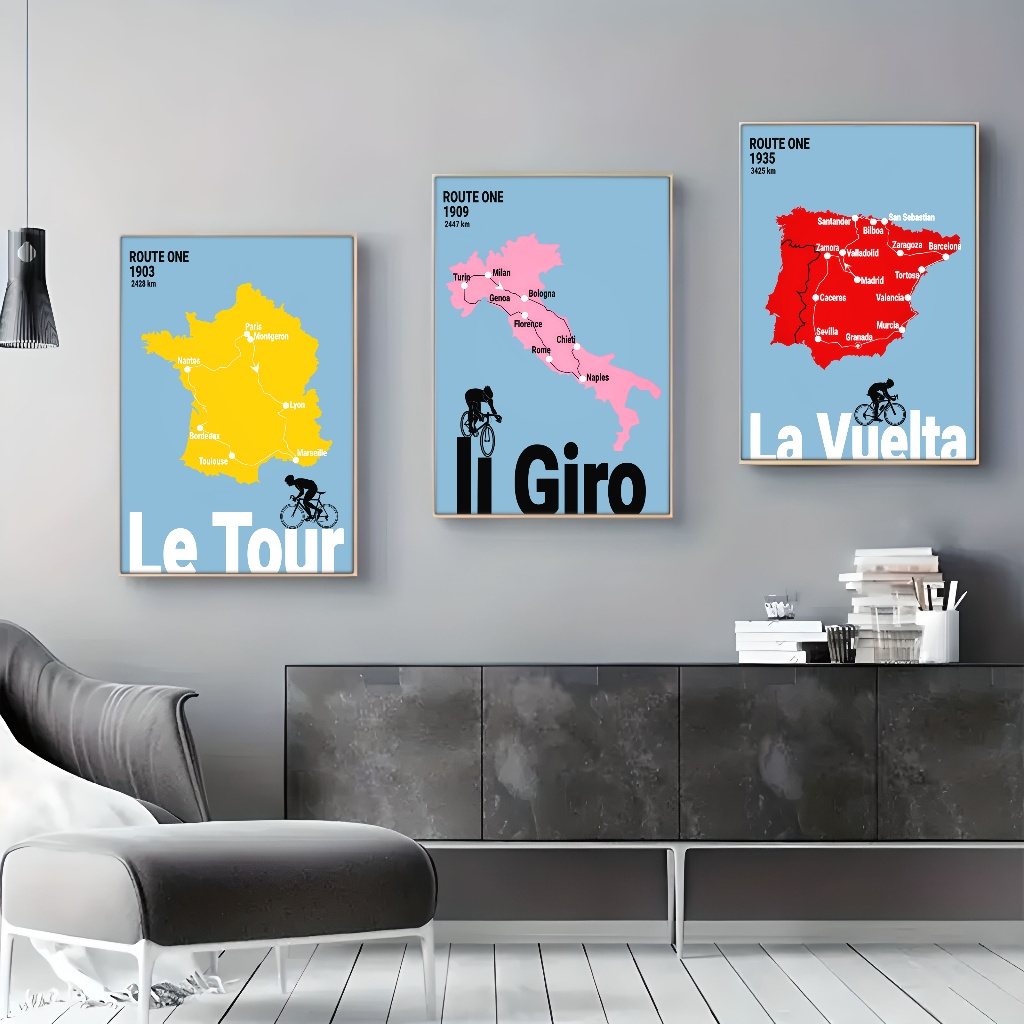 ROUTE ONE
1903
2428 km
Paris
Montgeron
Nantes
Lyon
Bordeaux
Toulouse
Marseille
Le Tour
ROUTE ONE
1909
2447 km
Turin
Milan
Genoa
Bologna
Florence
Chieti
Rome
Naples
Il Giro
ROUTE ONE
1935
3425 km
Santander
San Sebastian
Bilboa
Zamora
Valladolid
Zaragoza
Barcelona
Madrid
Tortosa
Caceres
Valencia
Sevilla
Granada
Murcia
La Vuelta